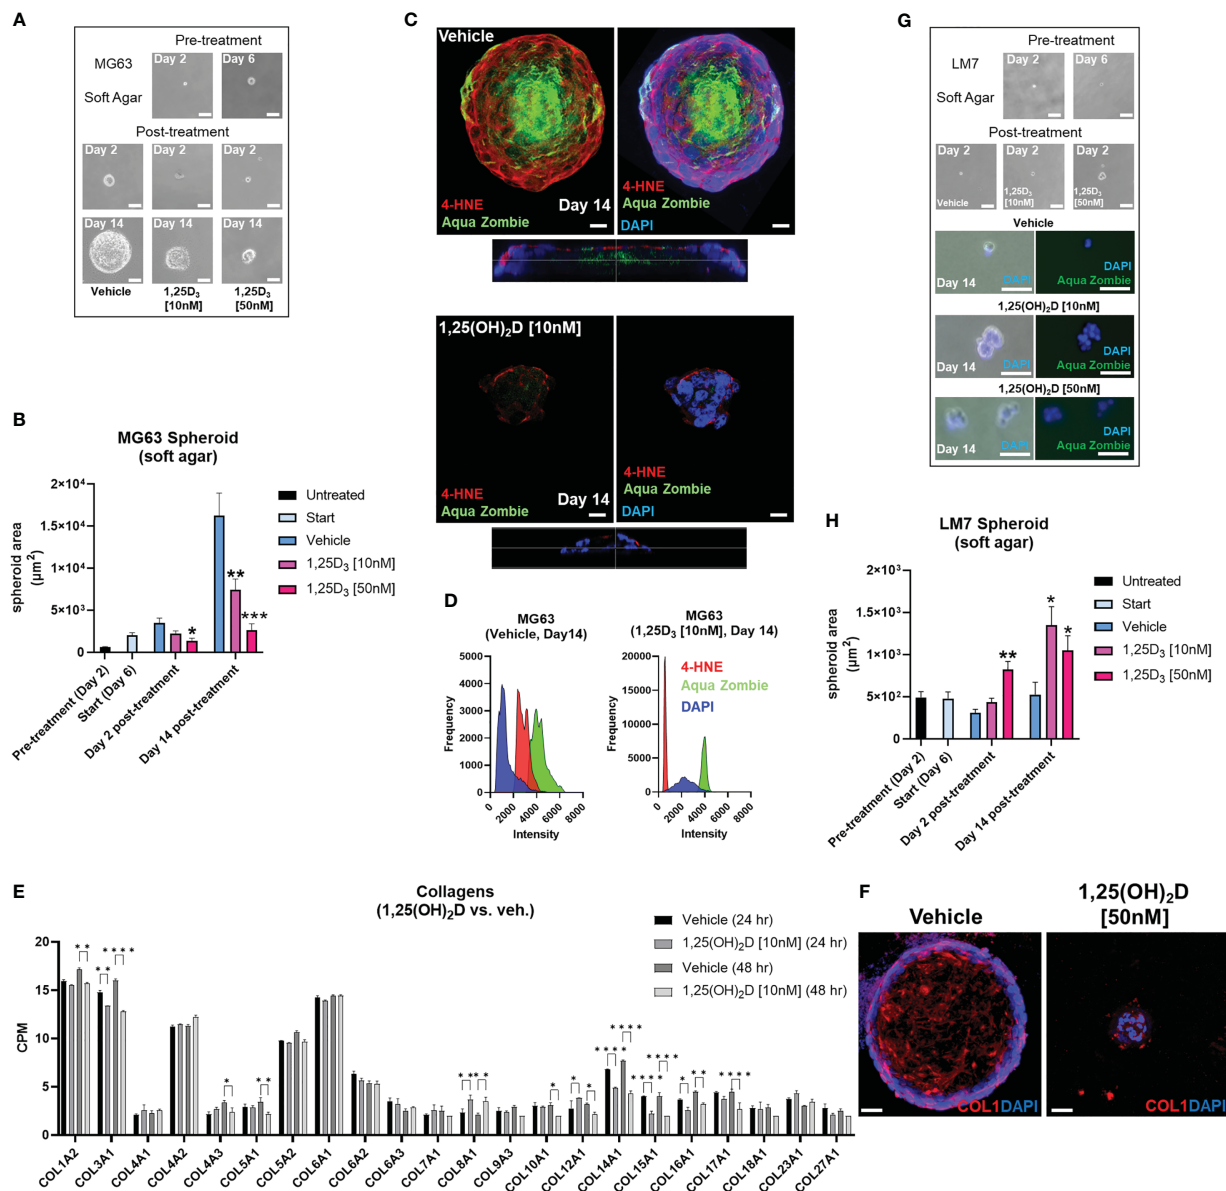 A
Pre-treatment
MG63
Day 2
Day 6
Soft Agar
Post-treatment
Day 2
Day 2
Day 2
Day 14
Day 14
Day 14
Vehicle
1,25D₃
[10nM]
1,25D₃
[50nM]
B
MG63 Spheroid
(soft agar)
spheroid area
(µm²)
2×10⁴
1.5×10⁴
1×10⁴
5×10³
0
Untreated
Start
Vehicle
1,25D₃ [10nM]
1,25D₃ [50nM]
*
**
***
Pre-treatment (Day 2)
Start (Day 6)
Day 2 post-treatment
Day 14 post-treatment
C
Vehicle
4-HNE
Aqua Zombie
Day 14
4-HNE
Aqua Zombie
DAPI
1,25(OH)₂D [10nM]
4-HNE
Aqua Zombie
Day 14
4-HNE
Aqua Zombie
DAPI
D
MG63
(Vehicle, Day14)
Frequency
5000
4000
3000
2000
1000
0
0
2000
4000
6000
8000
Intensity
MG63
(1,25D₃ [10nM], Day 14)
Frequency
20000
15000
10000
5000
0
4-HNE
Aqua Zombie
DAPI
0
2000
4000
6000
8000
Intensity
E
Collagens
(1,25(OH)₂D vs. veh.)
CPM
20
15
10
5
0
Vehicle (24 hr)
1,25(OH)₂D [10nM] (24 hr)
Vehicle (48 hr)
1,25(OH)₂D [10nM] (48 hr)
** ** **** * ** ** ** * * * **** **** **** **** * ** ****
COL1A2
COL3A1
COL4A1
COL4A2
COL4A3
COL5A1
COL5A2
COL6A1
COL6A2
COL6A3
COL7A1
COL8A1
COL9A3
COL10A1
COL12A1
COL14A1
COL15A1
COL16A1
COL17A1
COL18A1
COL23A1
COL27A1
F
Vehicle
1,25(OH)₂D
[50nM]
COL1DAPI
COL1DAPI
G
Pre-treatment
LM7
Day 2
Day 6
Soft Agar
Post-treatment
Day 2
Day 2
Day 2
Vehicle
1,25D₃
[10nM]
1,25D₃
[50nM]
Vehicle
Day 14
DAPI
DAPI
Aqua Zombie
1,25(OH)₂D [10nM]
Day 14
DAPI
DAPI
Aqua Zombie
1,25(OH)₂D [50nM]
Day 14
DAPI
DAPI
Aqua Zombie
H
LM7 Spheroid
(soft agar)
spheroid area
(µm²)
2×10³
1.5×10³
1×10³
5×10²
0
Untreated
Start
Vehicle
1,25D₃ [10nM]
1,25D₃ [50nM]
**
*
*
Pre-treatment (Day 2)
Start (Day 6)
Day 2 post-treatment
Day 14 post-treatment